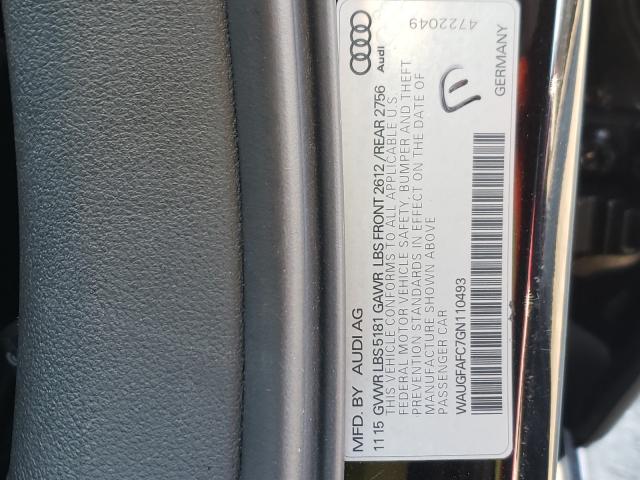 MFD. BY AUDI AG
11 15 GVWR LBS 5181 GAWR LBS FRONT 2612 / REAR 2756
THIS VEHICLE CONFORMS TO ALL APPLICABLE U.S.
FEDERAL MOTOR VEHICLE SAFETY, BUMPER AND THEFT
PREVENTION STANDARDS IN EFFECT ON THE DATE OF
MANUFACTURE SHOWN ABOVE
PASSENGER CAR
WAUGFAFC7GN110493
GERMANY
Audi
4722049